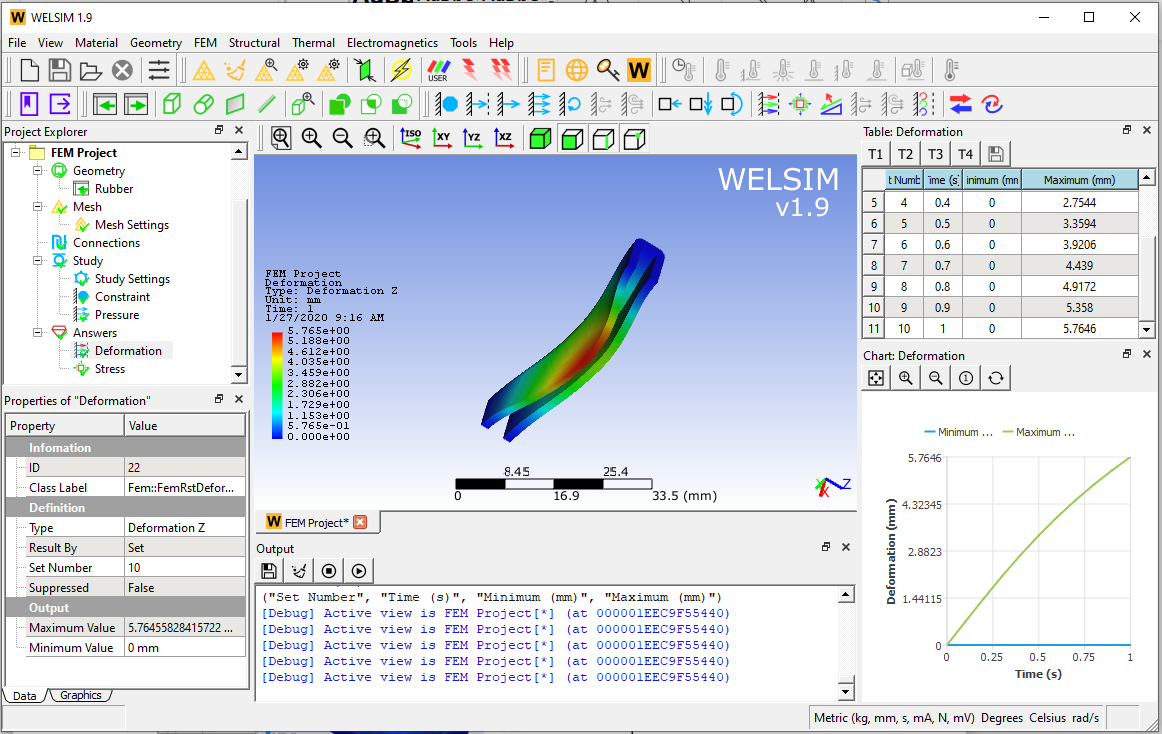 WELSIM 1.9
File View Material Geometry FEM Structural Thermal Electromagnetics Tools Help
USER
W
Project Explorer
FEM Project
Geometry
Rubber
Mesh
Mesh Settings
Connections
Study
Study Settings
Constraint
Pressure
Answers
Deformation
Stress
Properties of "Deformation"
Property Value
Infomation
ID 22
Class Label Fem::FemRstDefor...
Definition
Type Deformation Z
Result By Set
Set Number 10
Suppressed False
Output
Maximum Value 5.76455828415722 ...
Minimum Value 0 mm
Data Graphics
ISO XY YZ XZ
WELSIM
v1.9
FEM Project
Deformation
Type: Deformation Z
Unit: mm
Time: 1
1/27/2020 9:16 AM
5.765e+00
5.188e+00
4.612e+00
4.035e+00
3.459e+00
2.882e+00
2.306e+00
1.729e+00
1.153e+00
5.765e-01
0.000e+00
8.45 25.4
0 16.9 33.5 (mm)
X Z
FEM Project*
Output
("Set Number", "Time (s)", "Minimum (mm)", "Maximum (mm)")
[Debug] Active view is FEM Project[*] (at 000001EEC9F55440)
[Debug] Active view is FEM Project[*] (at 000001EEC9F55440)
[Debug] Active view is FEM Project[*] (at 000001EEC9F55440)
[Debug] Active view is FEM Project[*] (at 000001EEC9F55440)
[Debug] Active view is FEM Project[*] (at 000001EEC9F55440)
Table: Deformation
T1 T2 T3 T4
t Numb Time (s) inimum (mm Maximum (mm)
5 4 0.4 0 2.7544
6 5 0.5 0 3.3594
7 6 0.6 0 3.9206
8 7 0.7 0 4.439
9 8 0.8 0 4.9172
10 9 0.9 0 5.358
11 10 1 0 5.7646
Chart: Deformation
Minimum ... Maximum ...
5.7646
4.32345
2.8823
1.44115
0
Deformation (mm)
0 0.25 0.5 0.75 1
Time (s)
Metric (kg, mm, s, mA, N, mV) Degrees Celsius rad/s